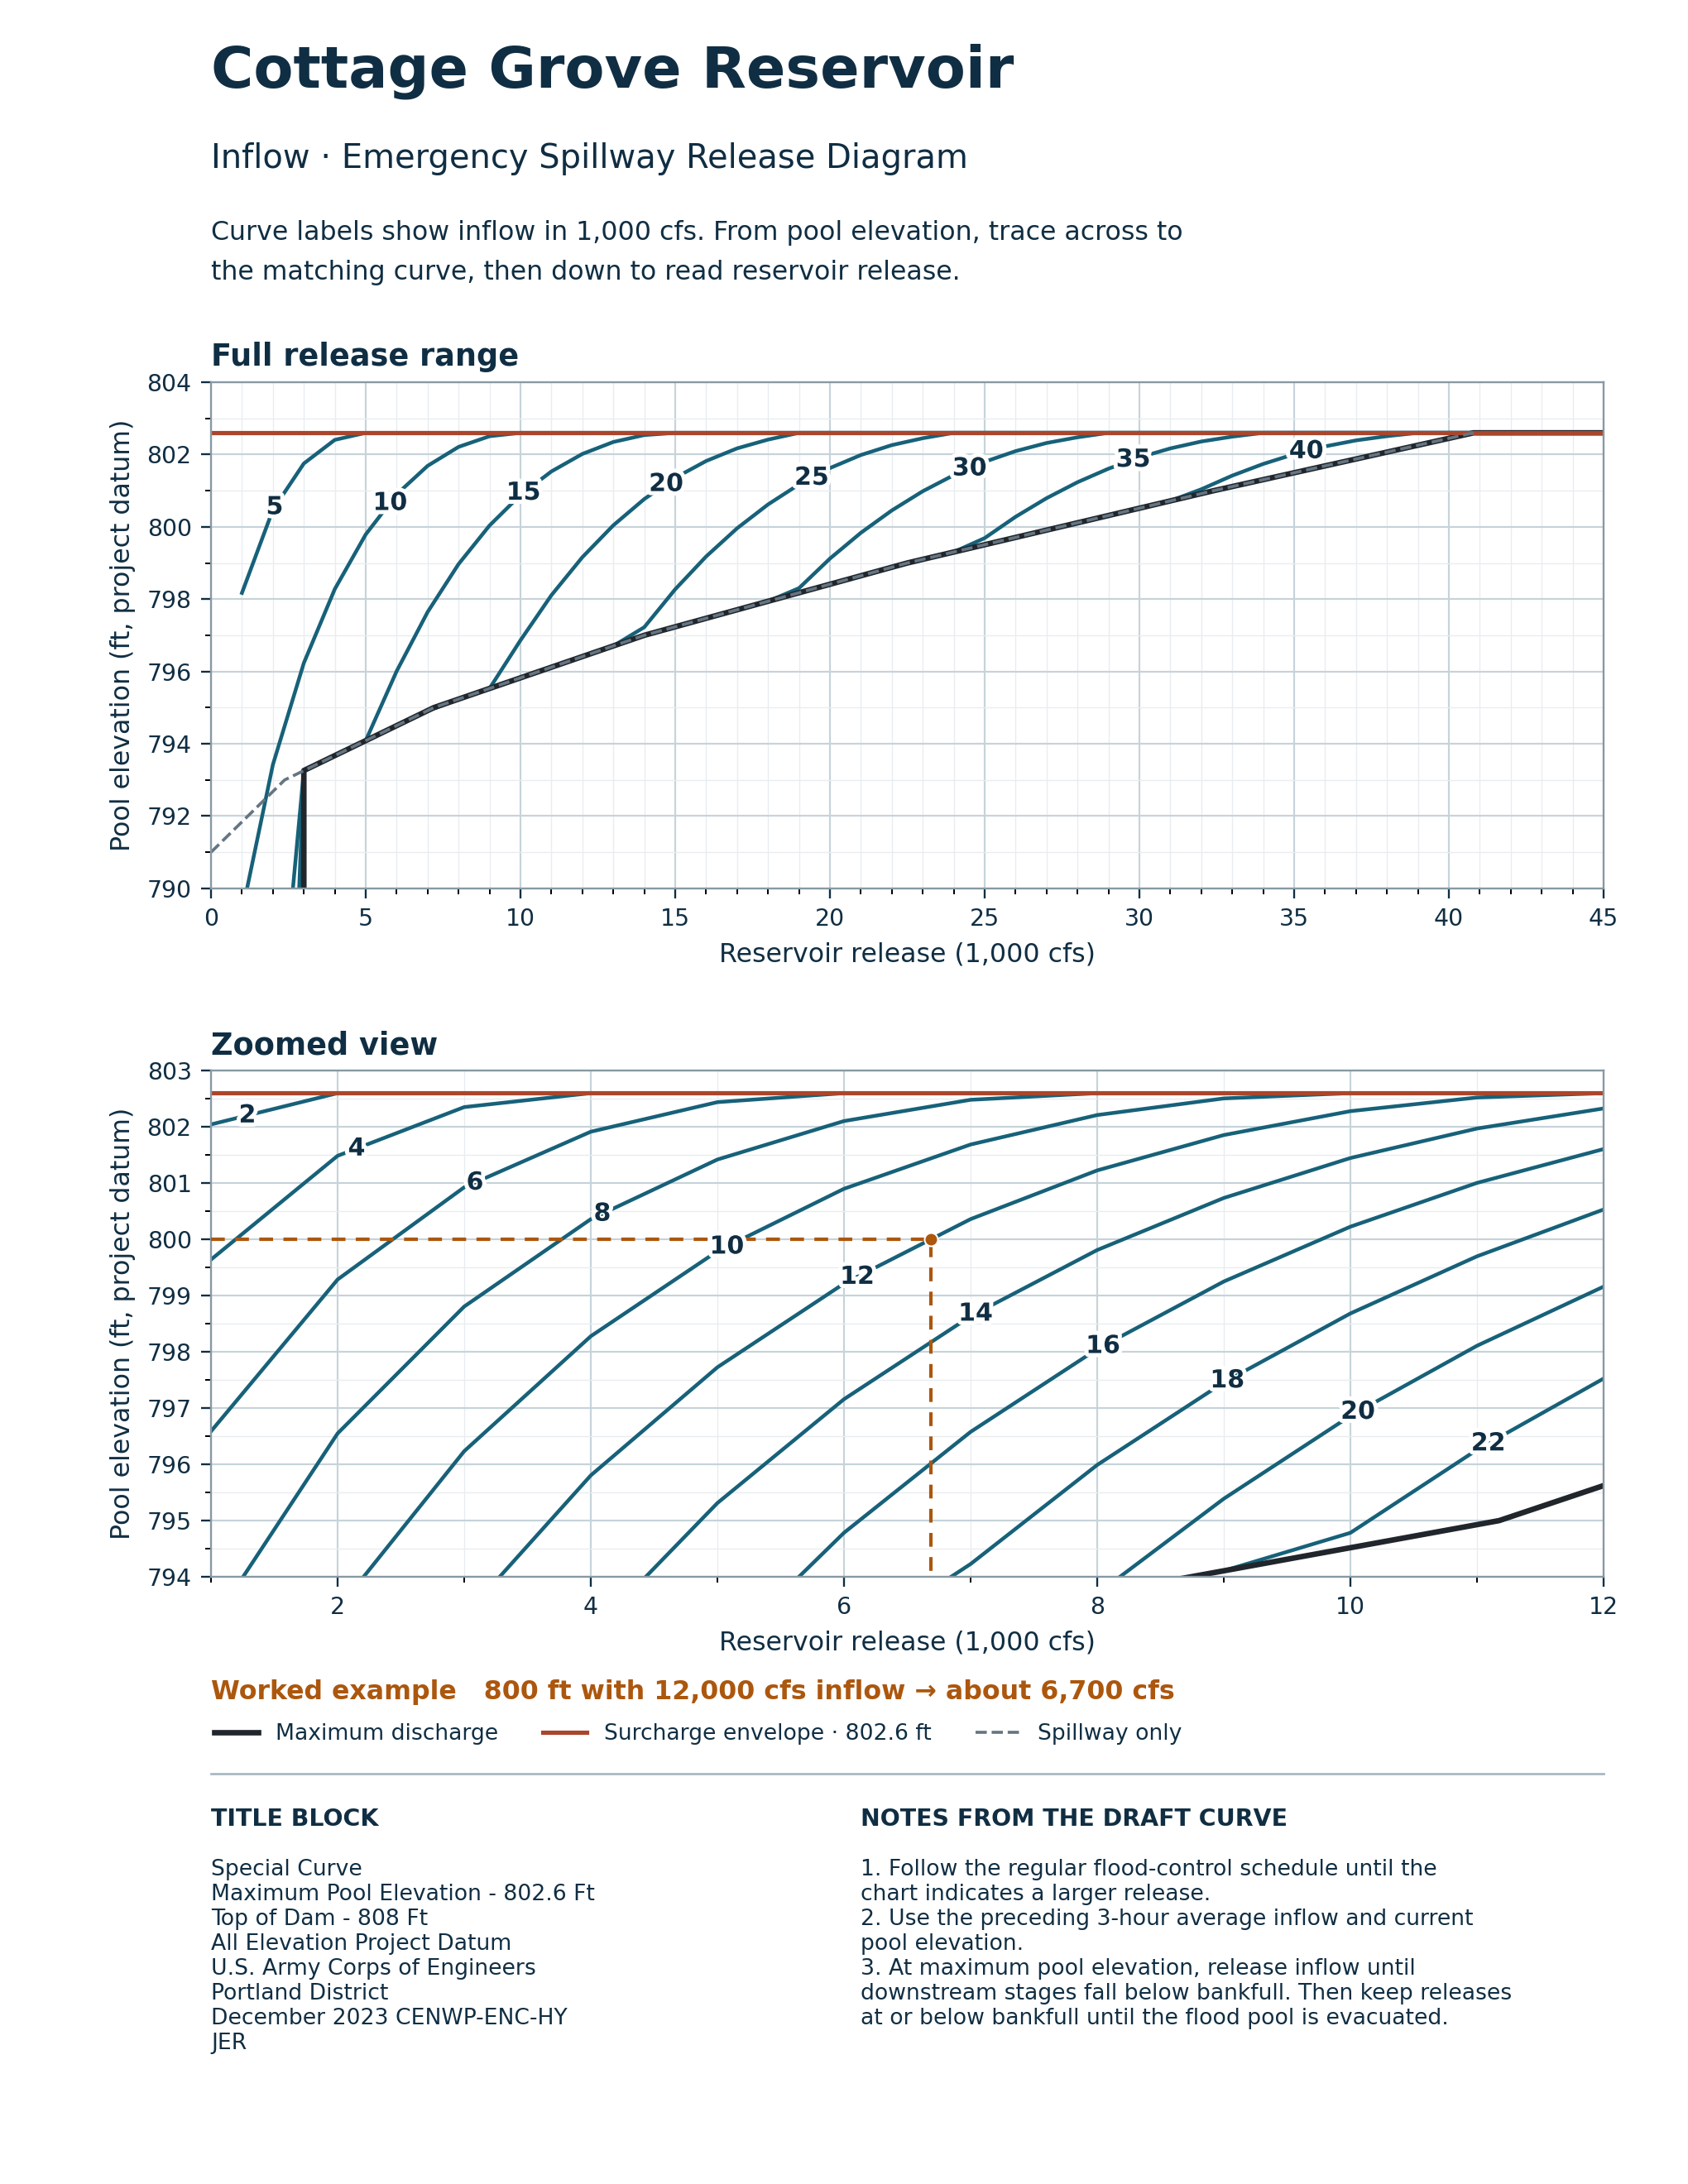 Cottage Grove Reservoir
Inflow · Emergency Spillway Release Diagram
Curve labels show inflow in 1,000 cfs. From pool elevation, trace across to
the matching curve, then down to read reservoir release.
Full release range
Pool elevation (ft, project datum)
804
802
800
798
796
794
792
790
5
10
15
20
25
30
35
40
0 5 10 15 20 25 30 35 40 45
Reservoir release (1,000 cfs)
Zoomed view
Pool elevation (ft, project datum)
803
802
801
800
799
798
797
796
795
794
2
4
6
8
10
12
14
16
18
20
22
2 4 6 8 10 12
Reservoir release (1,000 cfs)
Worked example 800 ft with 12,000 cfs inflow → about 6,700 cfs
Maximum discharge Surcharge envelope · 802.6 ft Spillway only
TITLE BLOCK
Special Curve
Maximum Pool Elevation - 802.6 Ft
Top of Dam - 808 Ft
All Elevation Project Datum
U.S. Army Corps of Engineers
Portland District
December 2023 CENWP-ENC-HY
JER
NOTES FROM THE DRAFT CURVE
1. Follow the regular flood-control schedule until the
chart indicates a larger release.
2. Use the preceding 3-hour average inflow and current
pool elevation.
3. At maximum pool elevation, release inflow until
downstream stages fall below bankfull. Then keep releases
at or below bankfull until the flood pool is evacuated.